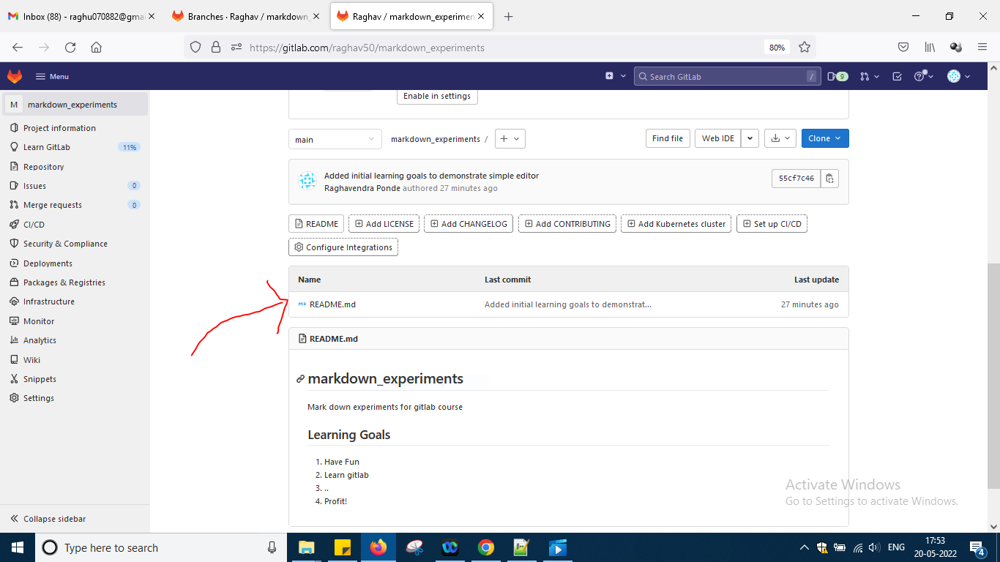 Inbox (88) - raghu070882@gmai
Branches · Raghav / markdown_
Raghav / markdown_experimen
https://gitlab.com/raghav50/markdown_experiments
80%
Menu
Search GitLab
/
9
M markdown_experiments
Project information
Learn GitLab 11%
Repository
Issues 0
Merge requests 0
CI/CD
Security & Compliance
Deployments
Packages & Registries
Infrastructure
Monitor
Analytics
Wiki
Snippets
Settings
Collapse sidebar
Enable in settings
main
markdown_experiments /
Find file
Web IDE
Clone
Added initial learning goals to demonstrate simple editor
Raghavendra Ponde authored 27 minutes ago
55cf7c46
README
Add LICENSE
Add CHANGELOG
Add CONTRIBUTING
Add Kubernetes cluster
Set up CI/CD
Configure Integrations
Name Last commit Last update
README.md Added initial learning goals to demonstrat... 27 minutes ago
README.md
markdown_experiments
Mark down experiments for gitlab course
Learning Goals
1. Have Fun
2. Learn gitlab
3. ..
4. Profit!
Activate Windows
Go to Settings to activate Windows.
Type here to search
ENG
17:53
20-05-2022
4